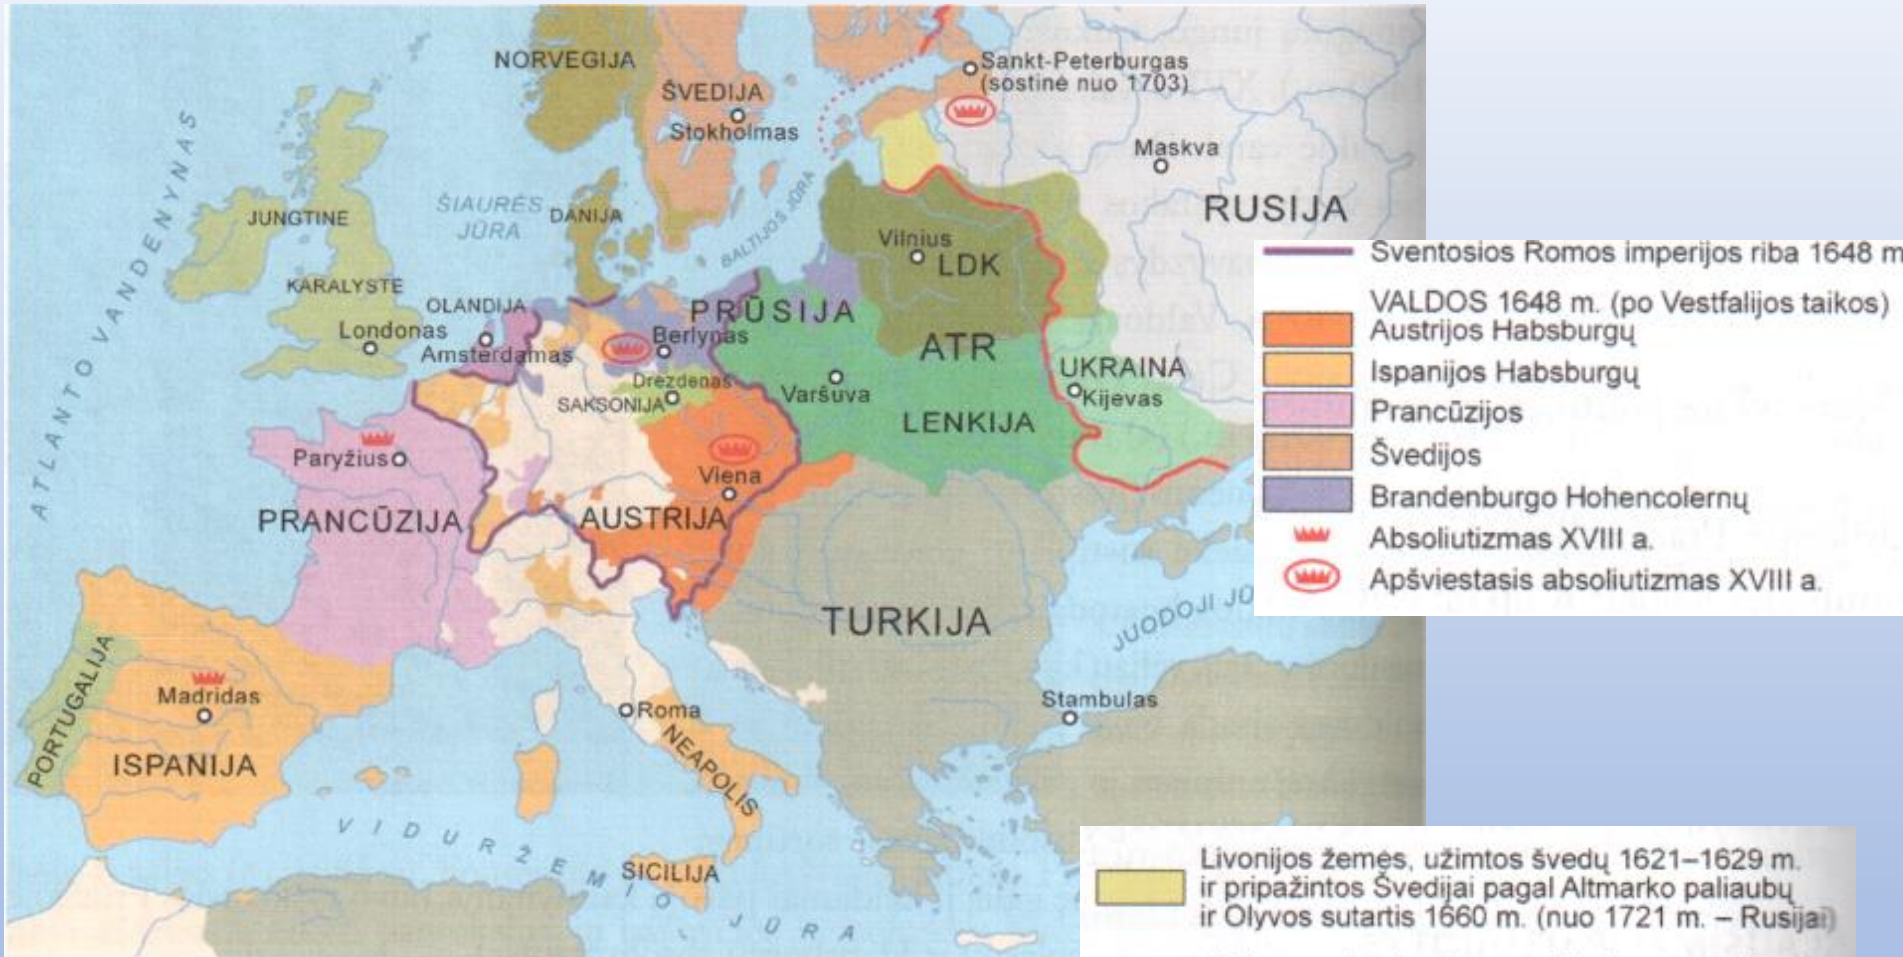 NORVEGIJA
ŠVEDIJA
Stokholmas
Sankt-Peterburgas
(sostinė nuo 1703)
Maskva
RUSIJA
ATLANTO VANDENYNAS
JUNGTINE
KARALYSTE
Londonas
ŠIAURĖS
JŪRA
DANIJA
BALTIJOS JŪRA
Vilnius
LDK
OLANDIJA
Amsterdamas
PRŪSIJA
Berlynas
Drezdenas
SAKSONIJA
ATR
Varšuva
LENKIJA
UKRAINA
Kijevas
Paryžius
PRANCŪZIJA
Viena
AUSTRIJA
TURKIJA
JUODOJI JŪ
Stambulas
PORTUGALIJA
Madridas
ISPANIJA
Roma
NEAPOLIS
SICILIJA
VIDURŽEMIO JŪRA
Šventosios Romos imperijos riba 1648 m
VALDOS 1648 m. (po Vestfalijos taikos)
Austrijos Habsburgų
Ispanijos Habsburgų
Prancūzijos
Švedijos
Brandenburgo Hohencolernų
Absoliutizmas XVIII a.
Apšviestasis absoliutizmas XVIII a.
Livonijos žemės, užimtos švedų 1621–1629 m.
ir pripažintos Švedijai pagal Altmarko paliaubų
ir Olyvos sutartis 1660 m. (nuo 1721 m. – Rusijai)